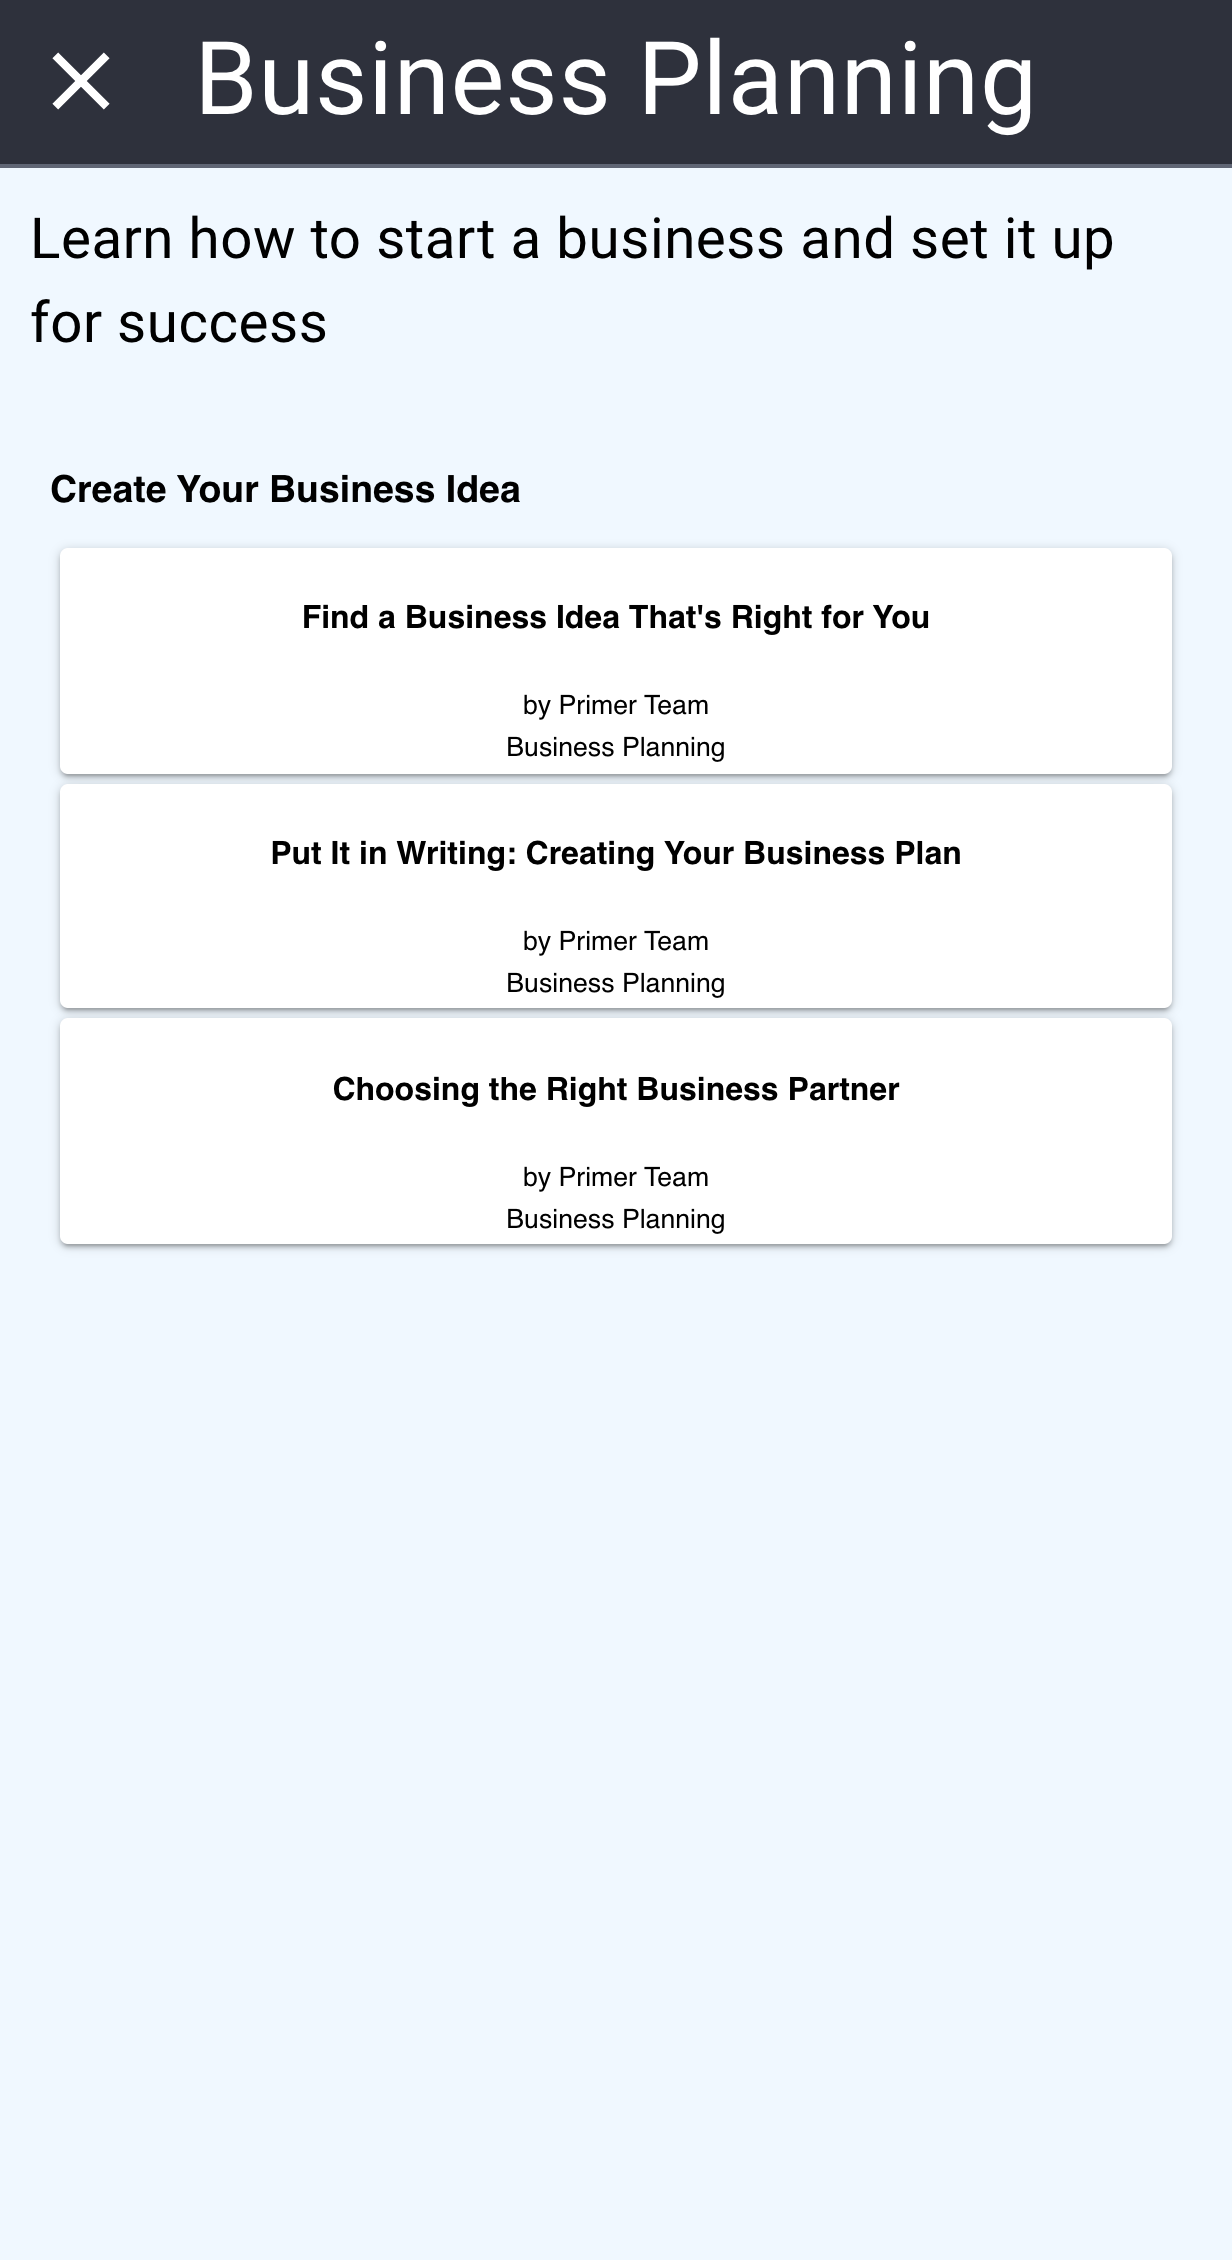 Business Planning
Learn how to start a business and set it up
for success
Create Your Business Idea
Find a Business Idea That's Right for You
by Primer Team
Business Planning
Put It in Writing: Creating Your Business Plan
by Primer Team
Business Planning
Choosing the Right Business Partner
by Primer Team
Business Planning